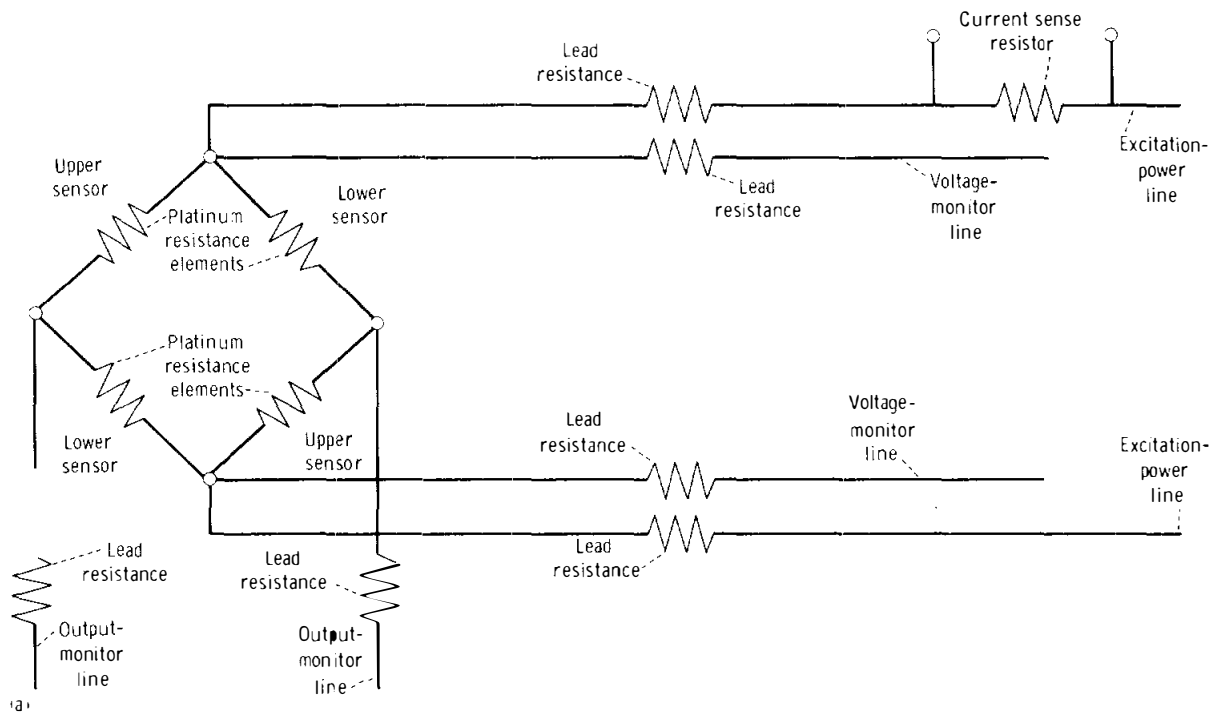 Current sense
resistor
Lead
resistance
Upper
sensor
Lower
sensor
Platinum
resistance
elements
Lead
resistance
Voltage-
monitor
line
Excitation-
power
line
Platinum
resistance
elements
Lower
sensor
Upper
sensor
Lead
resistance
Voltage-
monitor
line
Excitation-
power
line
Lead
resistance
Lead
resistance
Lead
resistance
Output-
monitor
line
Output-
monitor
line
(a)